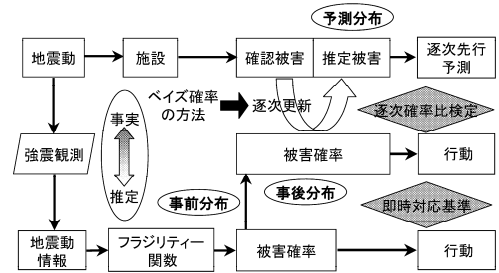 予測分布
地震動
施設
確認被害
推定被害
逐次先行
予測
ベイズ確率
の方法
逐次更新
事実
推定
逐次確率比検定
強震観測
被害確率
行動
事前分布
事後分布
即時対応基準
地震動
情報
フラジリティー
関数
被害確率
行動